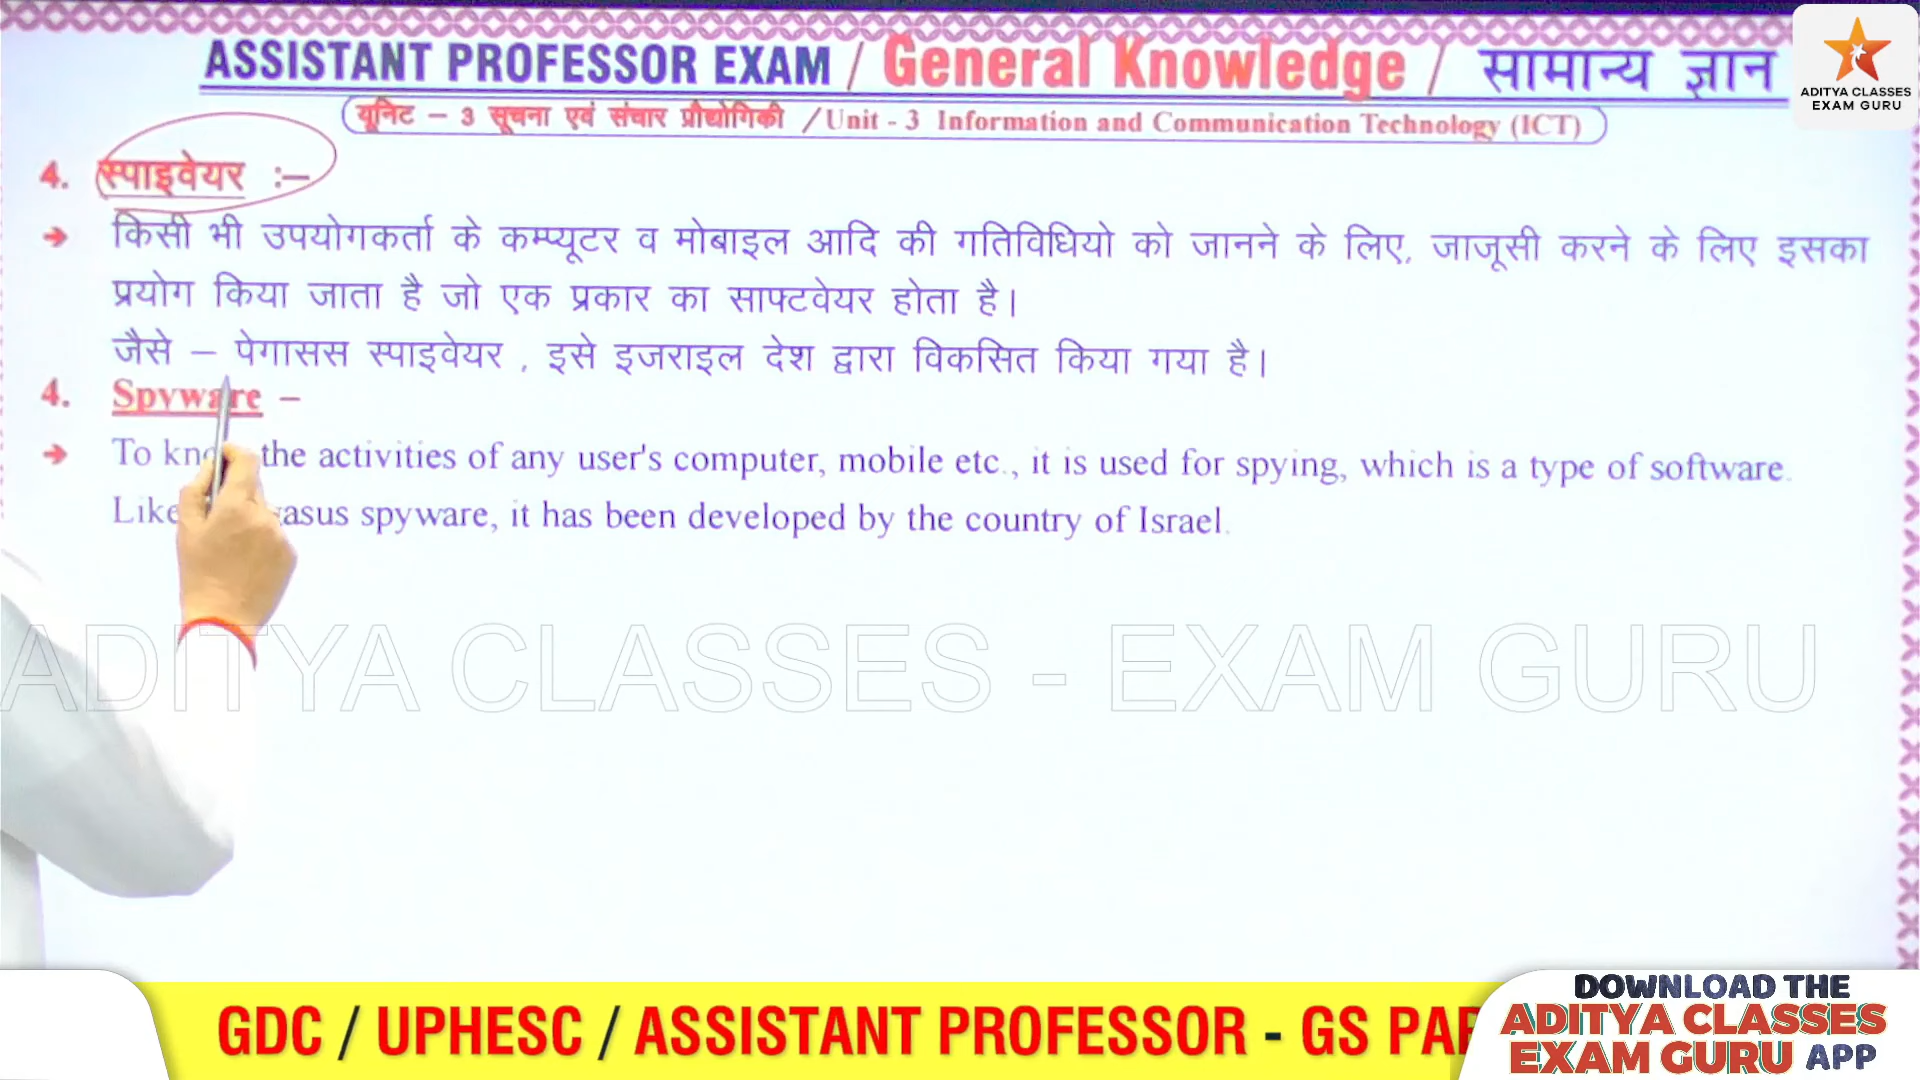 ASSISTANT PROFESSOR EXAM / General Knowledge / सामान्य ज्ञान
ADITYA CLASSES
EXAM GURU
यूनिट – 3 सूचना एवं संचार प्रौद्योगिकी / Unit - 3 Information and Communication Technology (ICT)
4. स्पाइवेयर :–
➔ किसी भी उपयोगकर्ता के कम्प्यूटर व मोबाइल आदि की गतिविधियो को जानने के लिए, जाजूसी करने के लिए इसका
प्रयोग किया जाता है जो एक प्रकार का साफ्टवेयर होता है।
जैसे – पेगासस स्पाइवेयर , इसे इजराइल देश द्वारा विकसित किया गया है।
4. Spyware –
➔ To the activities of any user's computer, mobile etc., it is used for spying, which is a type of software.
Like spyware, it has been developed by the country of Israel.
ADITYA CLASSES - EXAM GURU
GDC / UPHESC / ASSISTANT PROFESSOR - GS
DOWNLOAD THE
ADITYA CLASSES
EXAM GURU APP